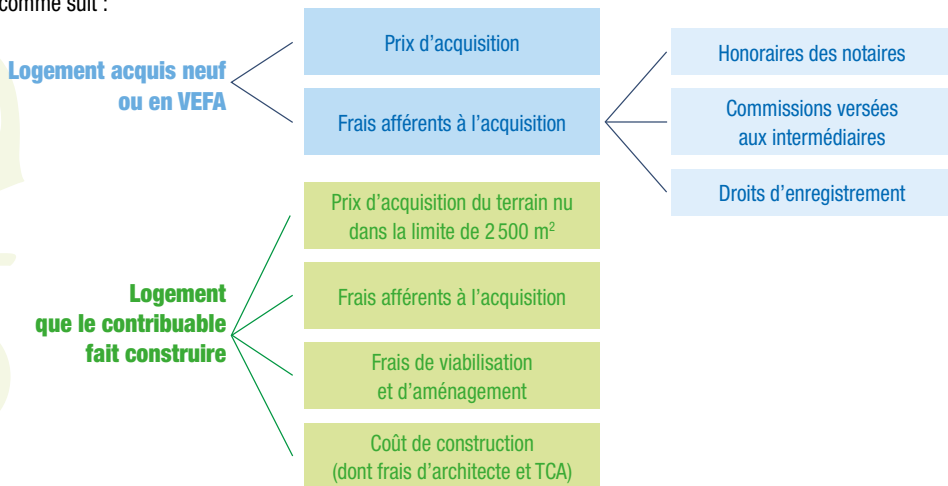 comme suit :
Logement acquis neuf
ou en VEFA
Prix d'acquisition
Frais afférents à l'acquisition
Honoraires des notaires
Commissions versées
aux intermédiaires
Droits d'enregistrement
Logement
que le contribuable
fait construire
Prix d'acquisition du terrain nu
dans la limite de 2 500 m²
Frais afférents à l'acquisition
Frais de viabilisation
et d'aménagement
Coût de construction
(dont frais d'architecte et TCA)